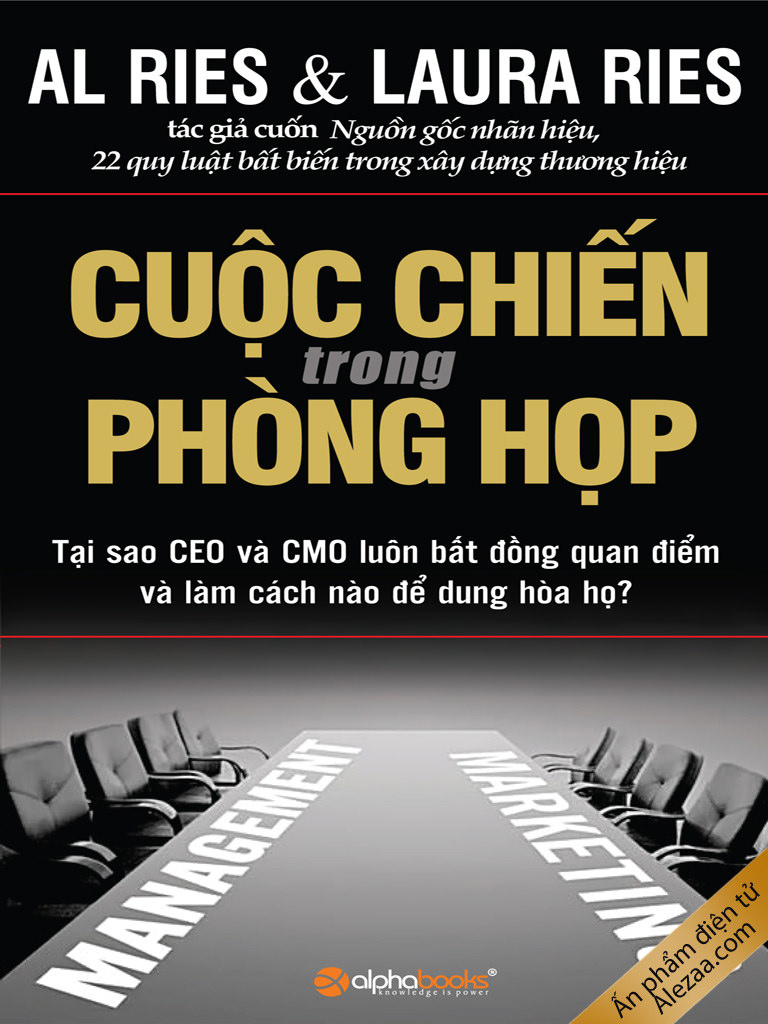 AL RIES & LAURA RIES
tác giả cuốn Nguồn gốc nhãn hiệu,
22 quy luật bất biến trong xây dựng thương hiệu
CUỘC CHIẾN
trong
PHÒNG HỌP
Tại sao CEO và CMO luôn bất đồng quan điểm
và làm cách nào để dung hòa họ?
MANAGEMENT
MARKETING
alphabooks®
knowledge is power
Ấn phẩm điện tử
Alezaa.com